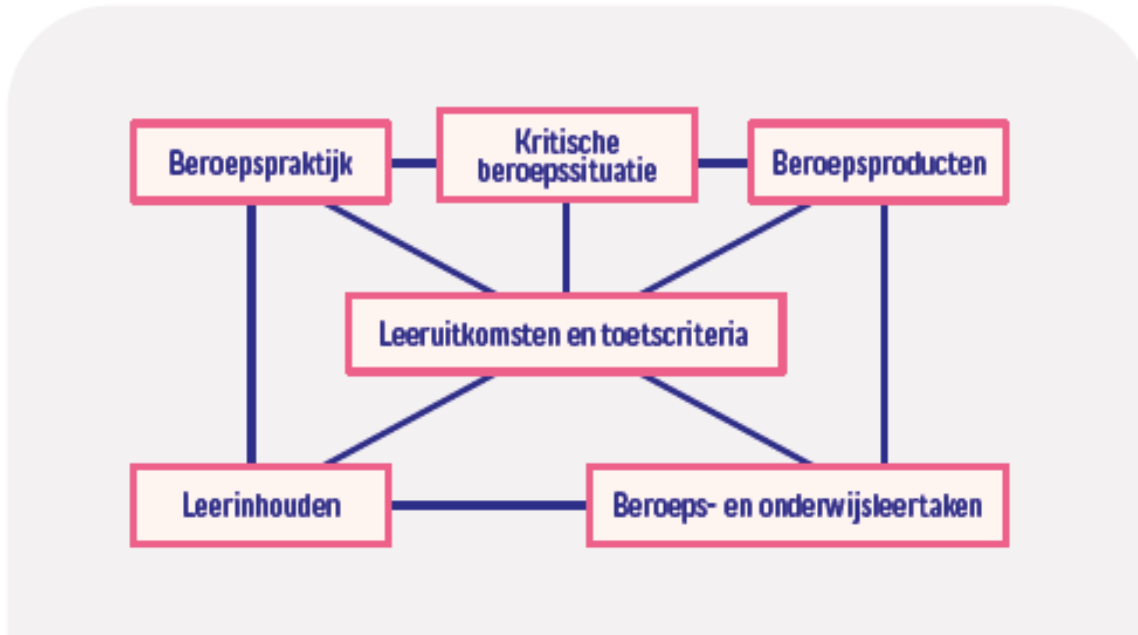 Beroepspraktijk
Kritische
beroepssituatie
Beroepsproducten
Leeruitkomsten en toetscriteria
Leerinhouden
Beroeps- en onderwijsleertaken